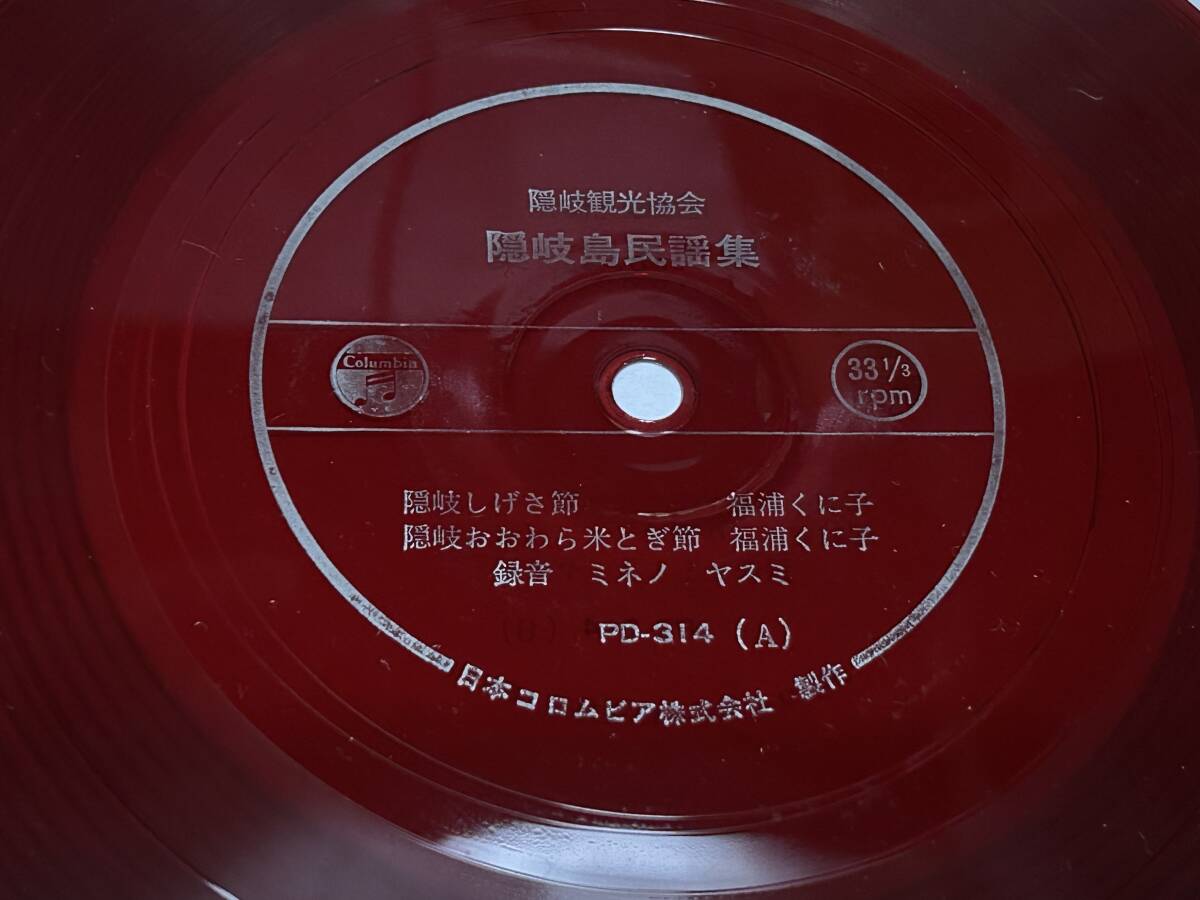 隠岐観光協会
隠岐島民謡集
Columbia
33 1/3
rpm
隠岐しげさ節 福浦くに子
隠岐おおわら米とぎ節 福浦くに子
録音 ミネノ ヤスミ
PD-314 (A)
日本コロムビア株式会社 製作